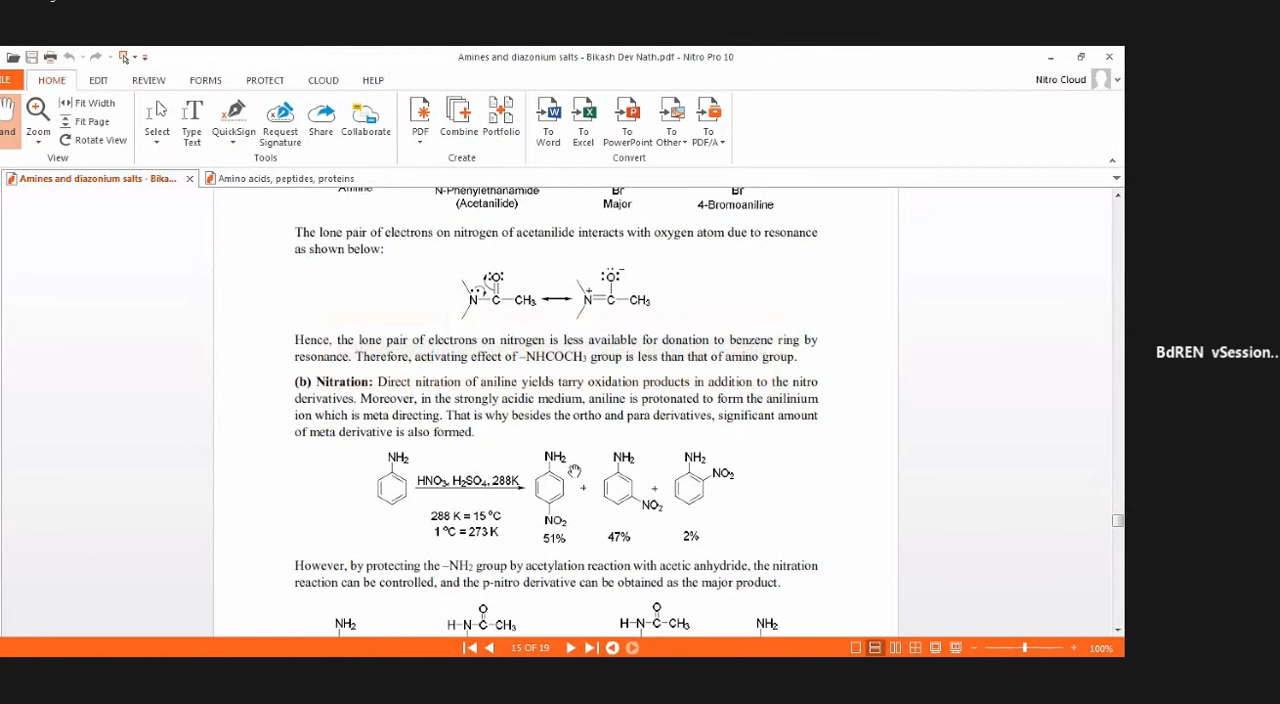 Amines and diazonium salts - Bikash Dev Nath.pdf - Nitro Pro 10
HOME EDIT REVIEW FORMS PROTECT CLOUD HELP
Nitro Cloud
Zoom
Fit Width
Fit Page
Rotate View
View
Select
Type Text
QuickSign
Request Signature
Share
Collaborate
Tools
PDF
Combine
Portfolio
Create
To Word
To Excel
To PowerPoint
To Other
To PDF/A
Convert
Amines and diazonium salts - Bika... × Amino acids, peptides, proteins
N-Phenylethanamide Br Br
(Acetanilide) Major 4-Bromoaniline
The lone pair of electrons on nitrogen of acetanilide interacts with oxygen atom due to resonance
as shown below:
:O: :O:−
N–C–CH3 ↔ N+=C–CH3
Hence, the lone pair of electrons on nitrogen is less available for donation to benzene ring by
resonance. Therefore, activating effect of –NHCOCH3 group is less than that of amino group.
(b) Nitration: Direct nitration of aniline yields tarry oxidation products in addition to the nitro
derivatives. Moreover, in the strongly acidic medium, aniline is protonated to form the anilinium
ion which is meta directing. That is why besides the ortho and para derivatives, significant amount
of meta derivative is also formed.
NH2 NH2 NH2 NH2
HNO3, H2SO4, 288K + + NO2
NO2
288 K = 15 °C NO2
1 °C = 273 K 51% 47% 2%
However, by protecting the –NH2 group by acetylation reaction with acetic anhydride, the nitration
reaction can be controlled, and the p-nitro derivative can be obtained as the major product.
O O
NH2 H–N–C–CH3 H–N–C–CH3 NH2
15 OF 19
100%
BdREN vSession...